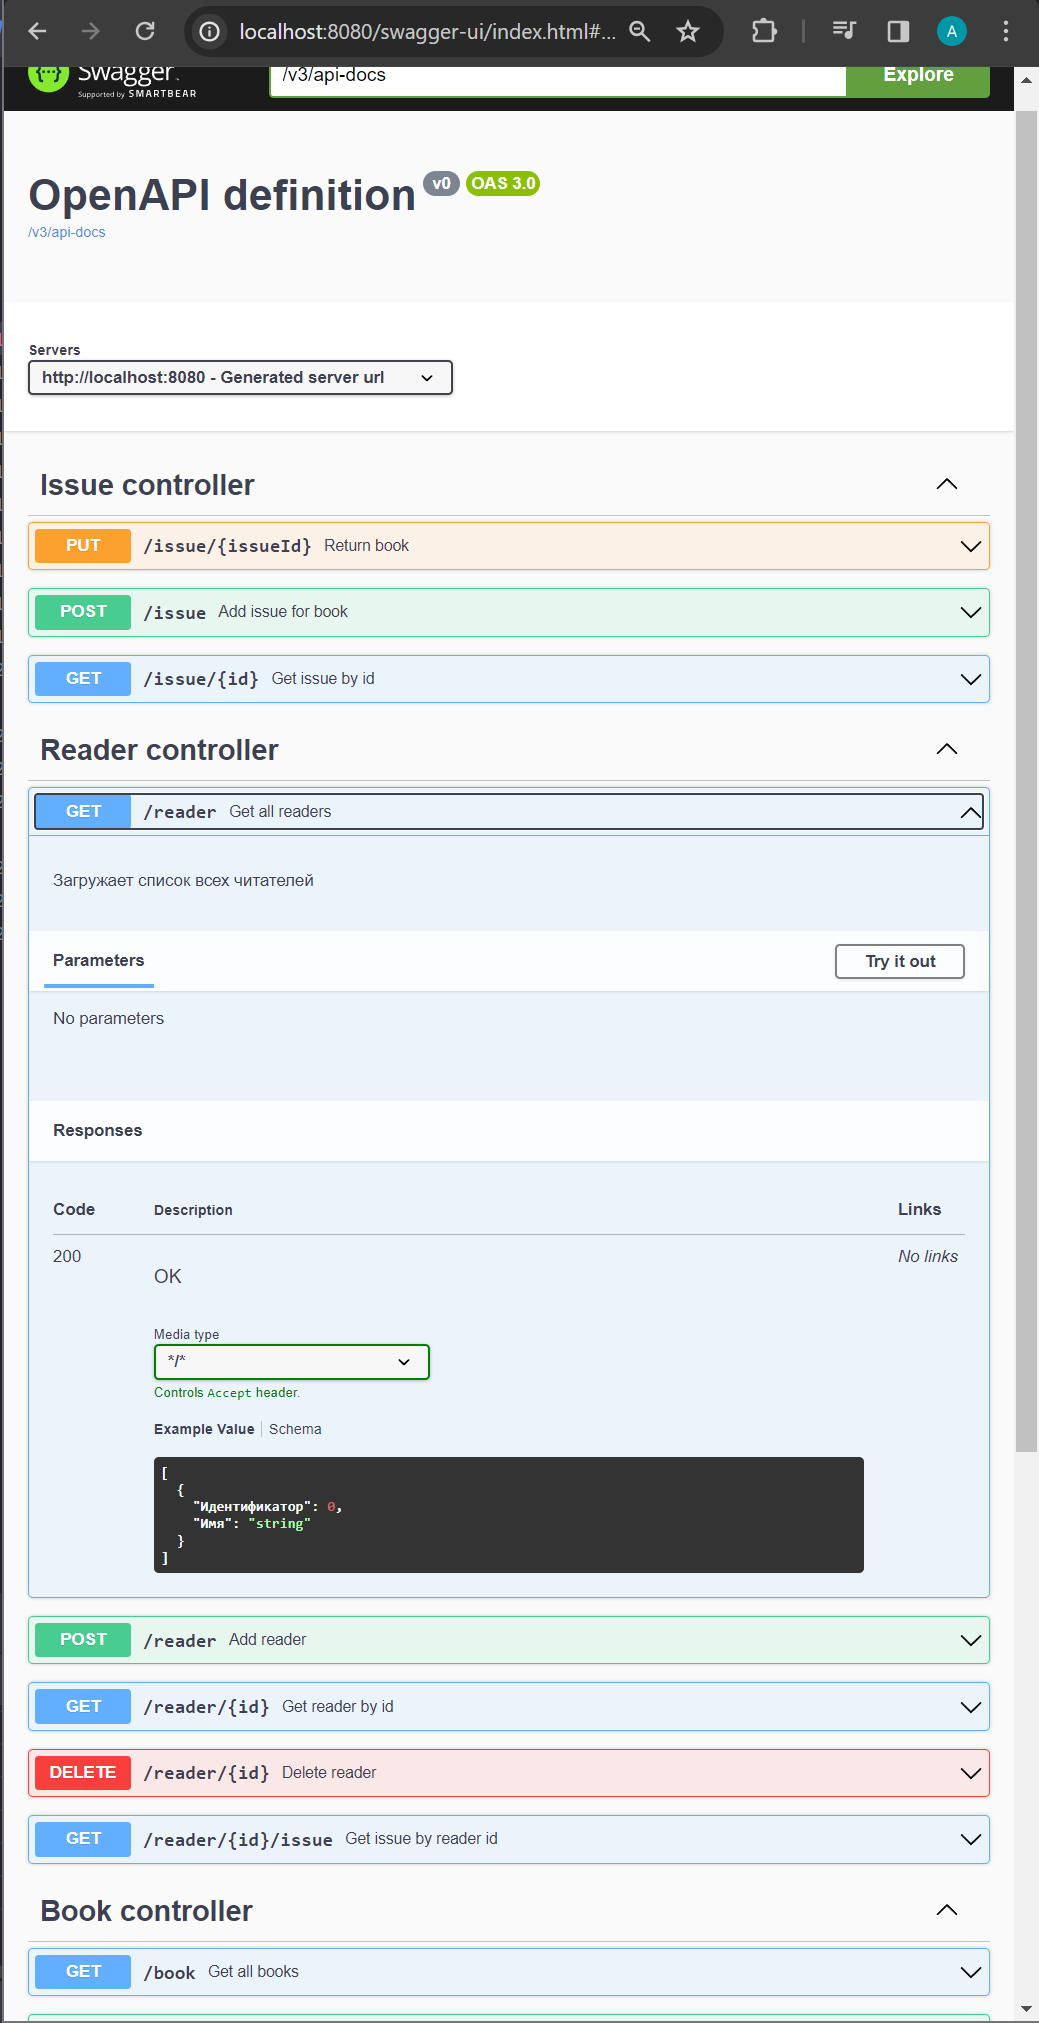 localhost:8080/swagger-ui/index.html#...
A
Swagger
Supported by SMARTBEAR
/v3/api-docs
Explore
OpenAPI definition v0 OAS 3.0
/v3/api-docs
Servers
http://localhost:8080 - Generated server url
Issue controller
PUT /issue/{issueId} Return book
POST /issue Add issue for book
GET /issue/{id} Get issue by id
Reader controller
GET /reader Get all readers
Загружает список всех читателей
Parameters Try it out
No parameters
Responses
Code Description Links
200 OK No links
Media type
*/*
Controls Accept header.
Example Value Schema
[
{
"Идентификатор": 0,
"Имя": "string"
}
]
POST /reader Add reader
GET /reader/{id} Get reader by id
DELETE /reader/{id} Delete reader
GET /reader/{id}/issue Get issue by reader id
Book controller
GET /book Get all books